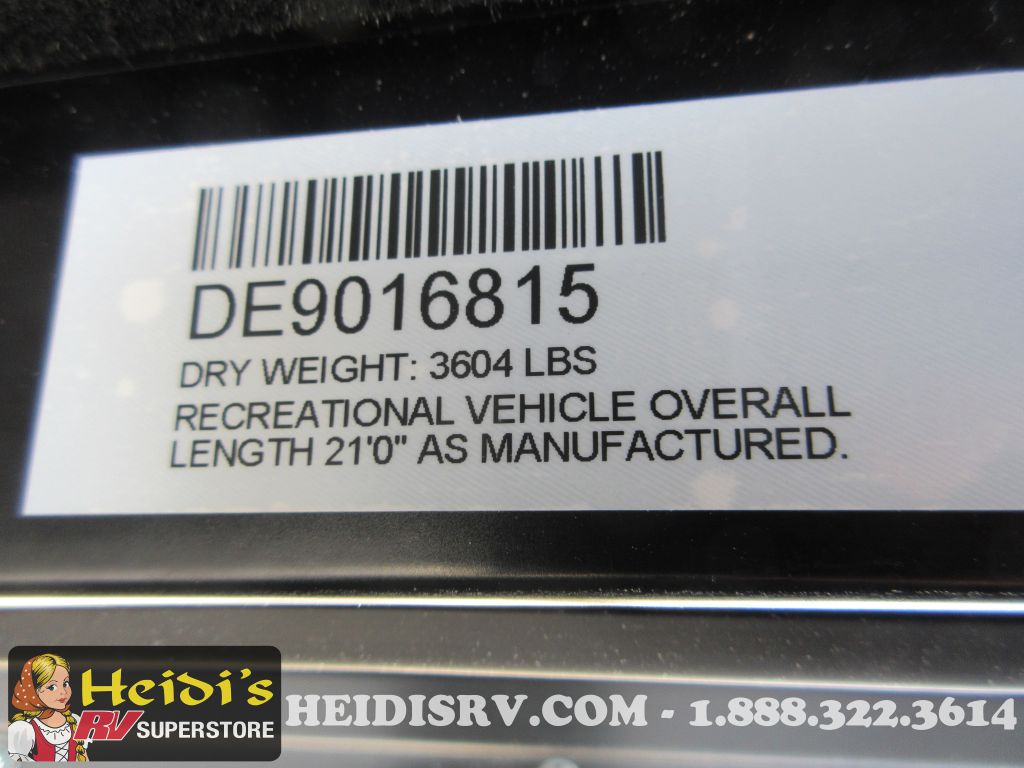 DE9016815
DRY WEIGHT: 3604 LBS
RECREATIONAL VEHICLE OVERALL
LENGTH 21'0" AS MANUFACTURED.
Heidi's
RV SUPERSTORE
HEIDISRV.COM - 1.888.322.3614